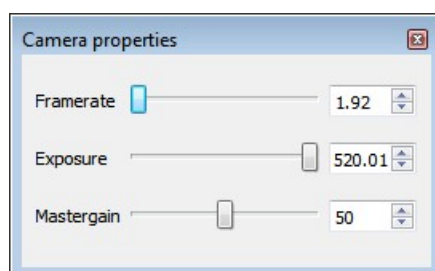 Camera properties
Framerate 1.92
Exposure 520.01
Mastergain 50